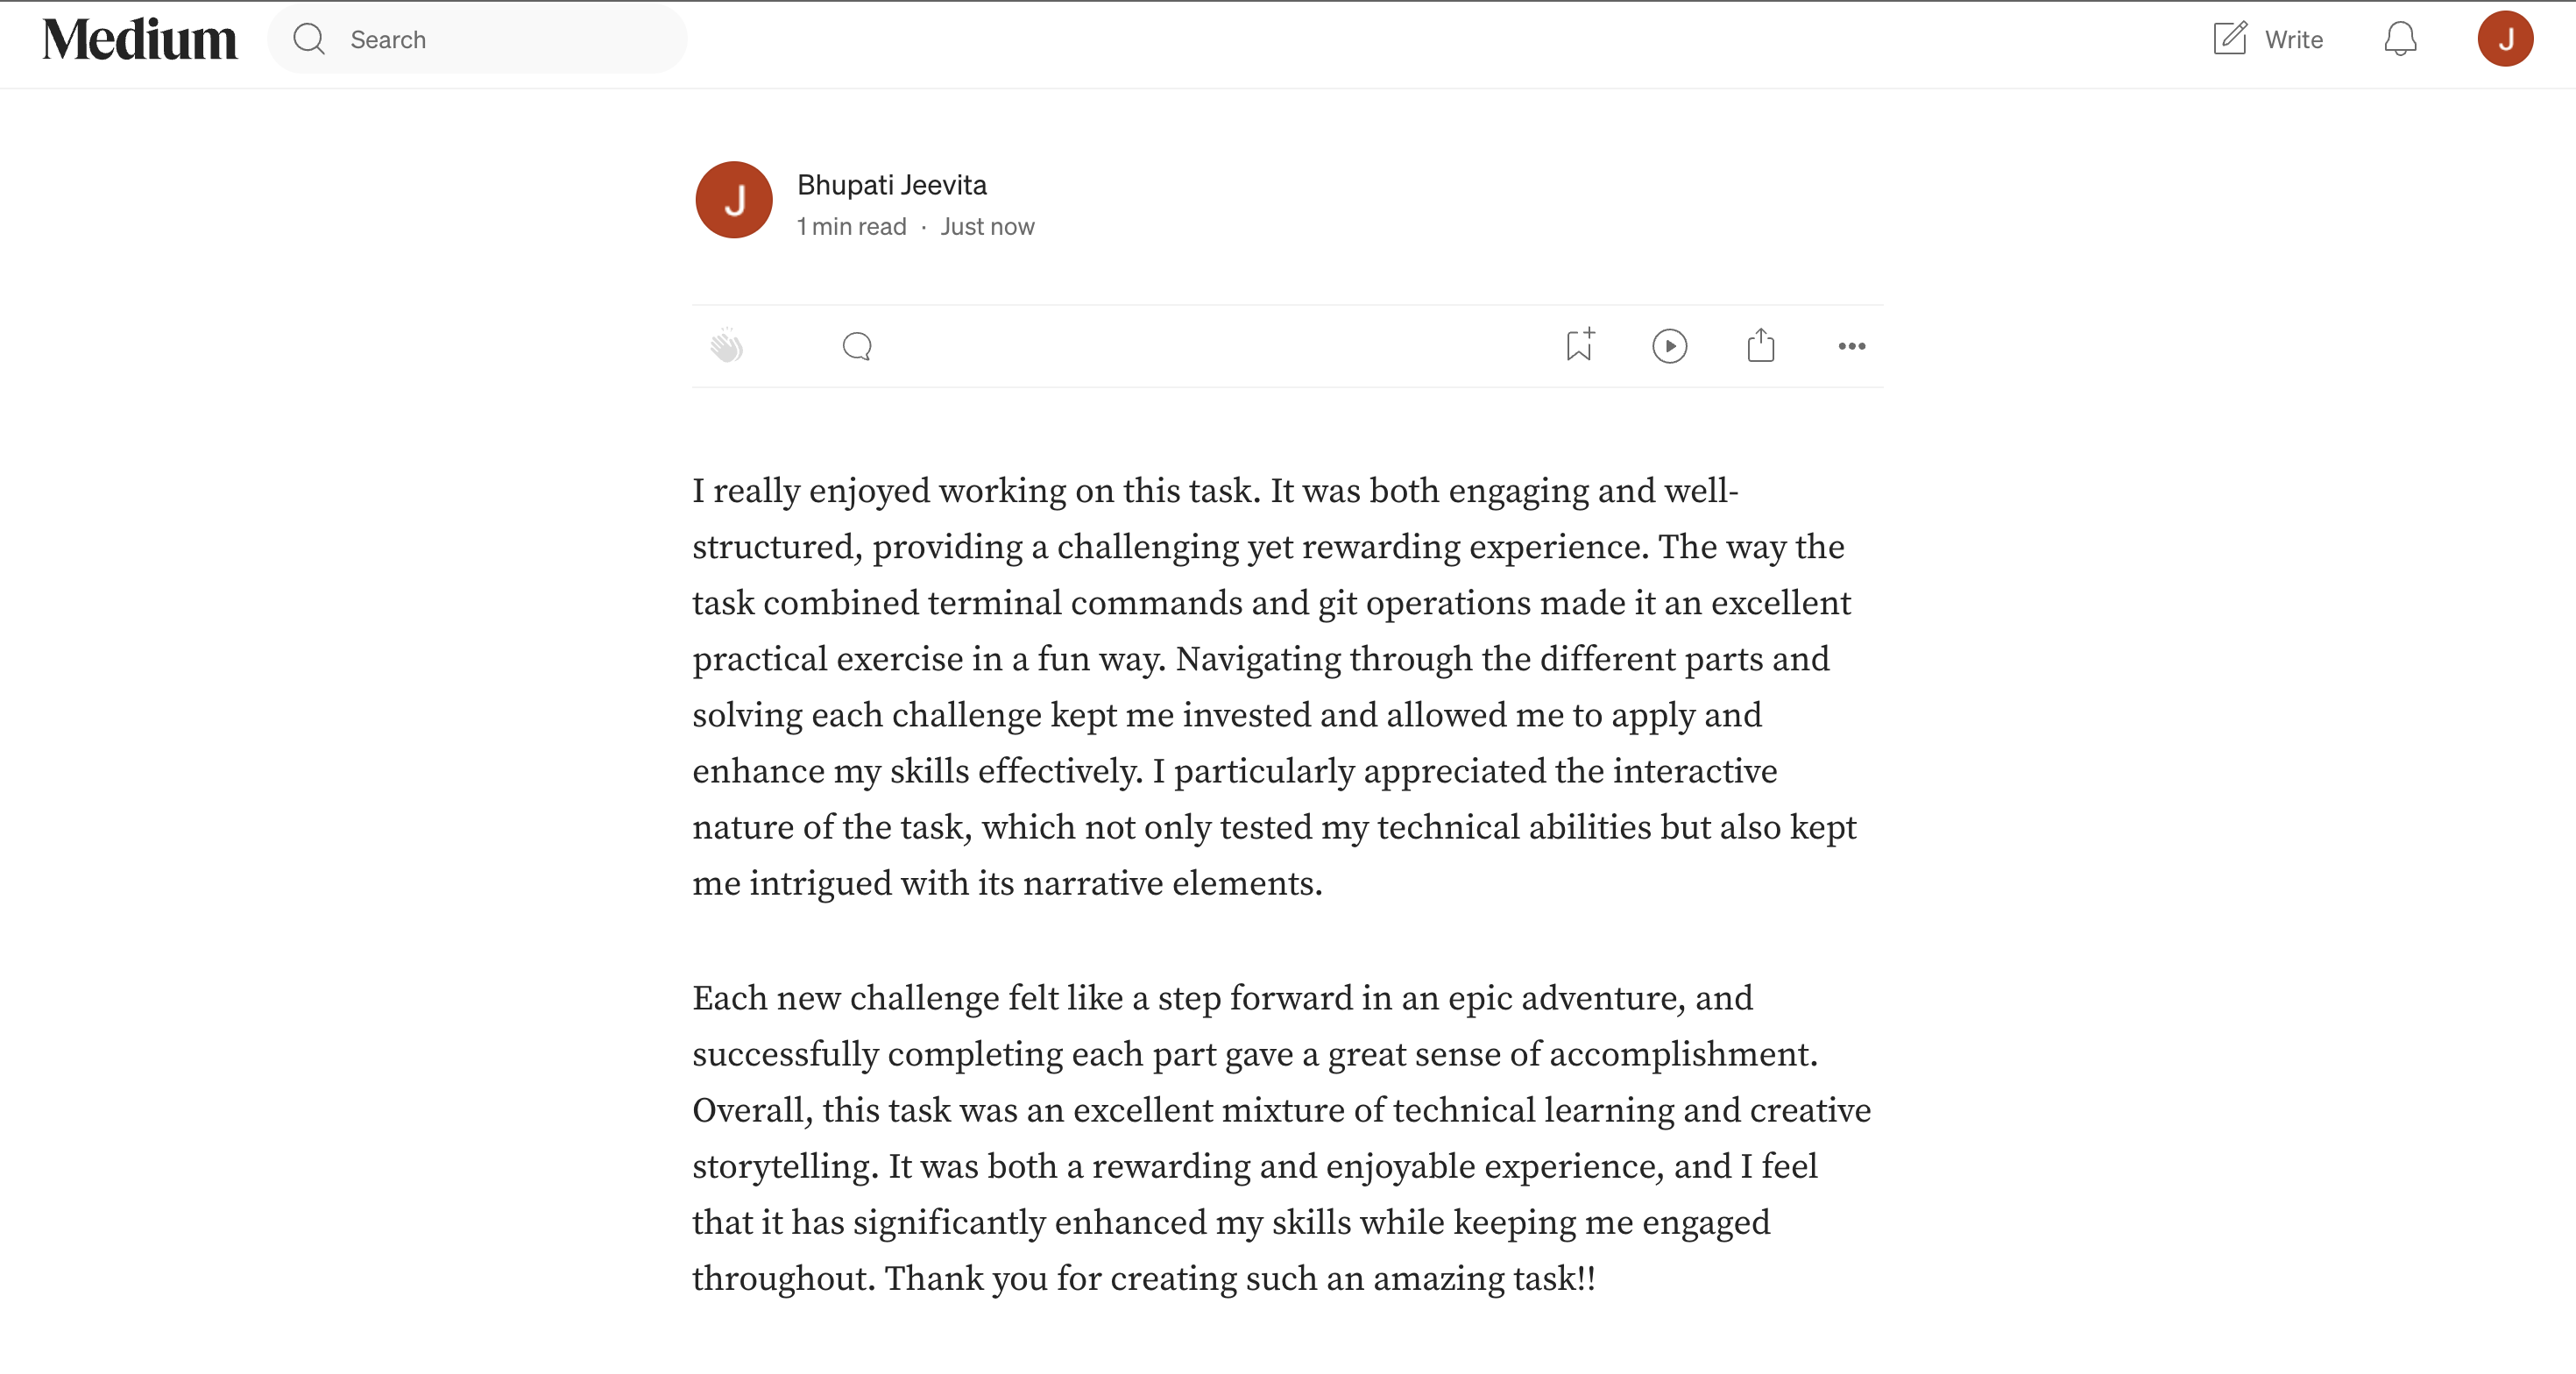 Medium
Search
Write
J
J
Bhupati Jeevita
1 min read · Just now
I really enjoyed working on this task. It was both engaging and well-
structured, providing a challenging yet rewarding experience. The way the
task combined terminal commands and git operations made it an excellent
practical exercise in a fun way. Navigating through the different parts and
solving each challenge kept me invested and allowed me to apply and
enhance my skills effectively. I particularly appreciated the interactive
nature of the task, which not only tested my technical abilities but also kept
me intrigued with its narrative elements.
Each new challenge felt like a step forward in an epic adventure, and
successfully completing each part gave a great sense of accomplishment.
Overall, this task was an excellent mixture of technical learning and creative
storytelling. It was both a rewarding and enjoyable experience, and I feel
that it has significantly enhanced my skills while keeping me engaged
throughout. Thank you for creating such an amazing task!!